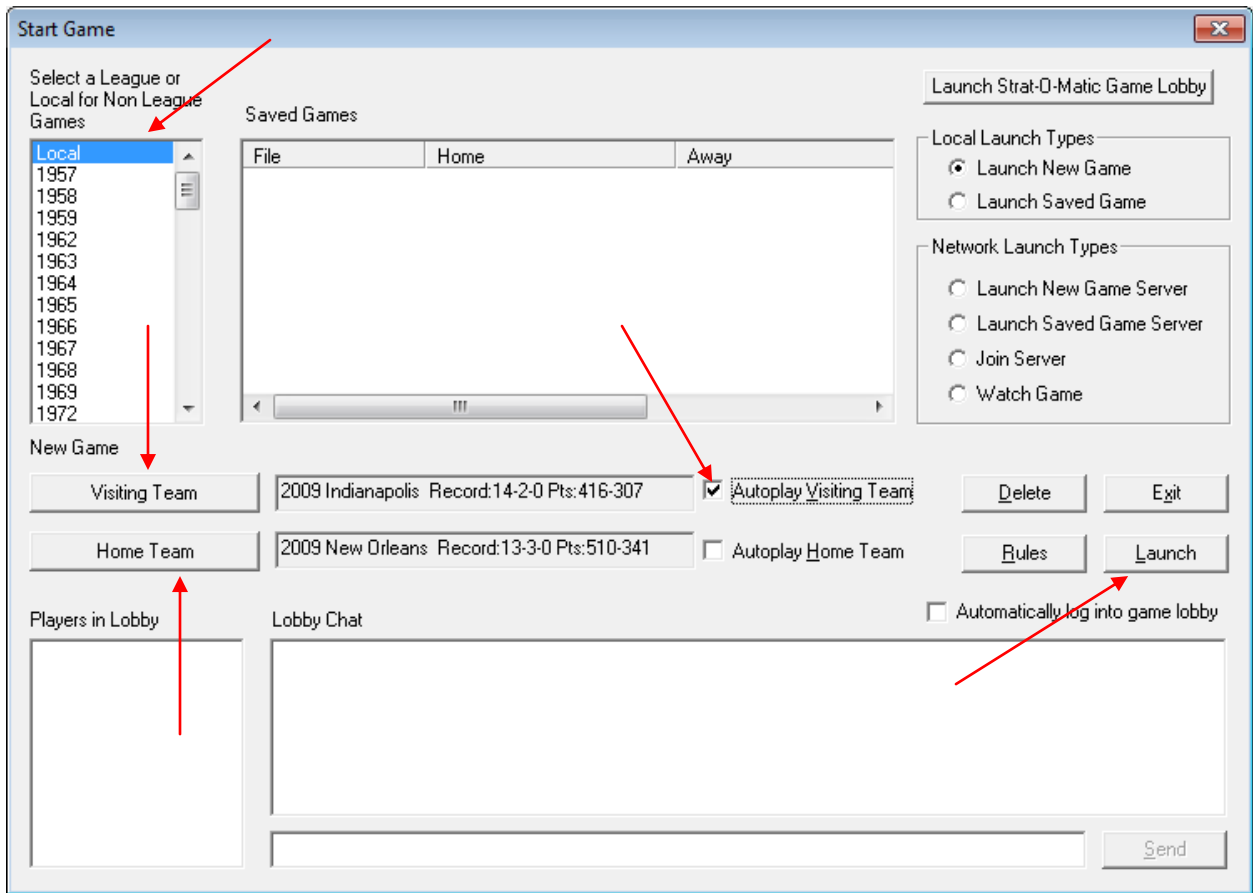 Start Game
Select a League or
Local for Non League
Games
Launch Strat-O-Matic Game Lobby
Saved Games
Local
1957
1958
1959
1962
1963
1964
1965
1966
1967
1968
1969
1972
File Home Away
Local Launch Types
Launch New Game
Launch Saved Game
Network Launch Types
Launch New Game Server
Launch Saved Game Server
Join Server
Watch Game
New Game
Visiting Team 2009 Indianapolis Record:14-2-0 Pts:416-307 Autoplay Visiting Team Delete Exit
Home Team 2009 New Orleans Record:13-3-0 Pts:510-341 Autoplay Home Team Rules Launch
Automatically log into game lobby
Players in Lobby Lobby Chat
Send